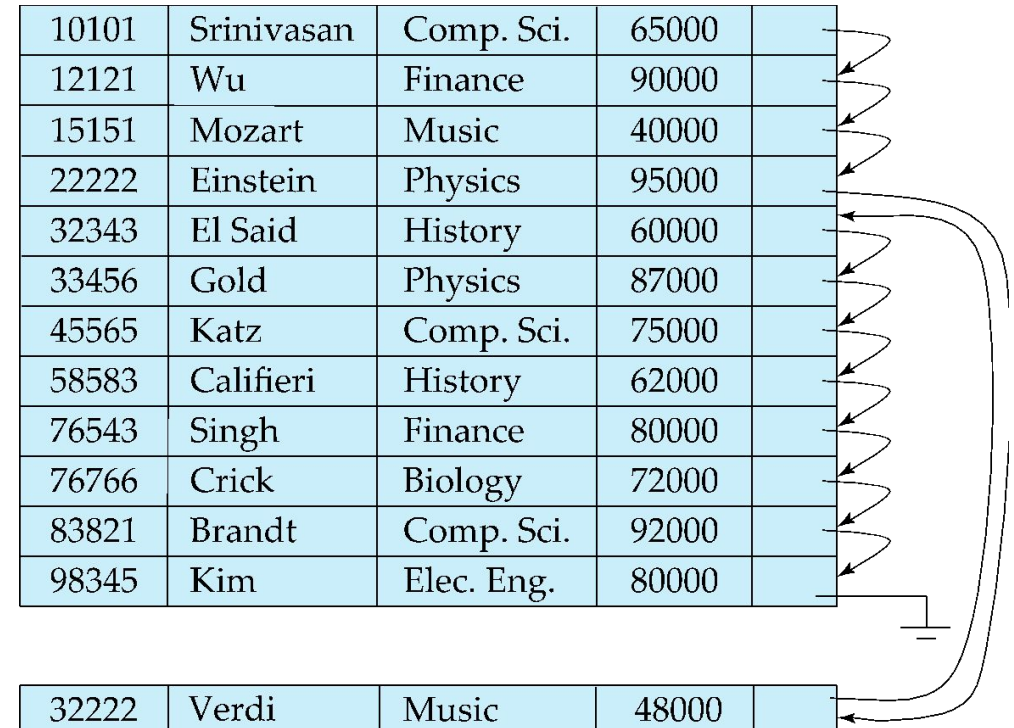 10101 Srinivasan Comp. Sci. 65000
12121 Wu Finance 90000
15151 Mozart Music 40000
22222 Einstein Physics 95000
32343 El Said History 60000
33456 Gold Physics 87000
45565 Katz Comp. Sci. 75000
58583 Califieri History 62000
76543 Singh Finance 80000
76766 Crick Biology 72000
83821 Brandt Comp. Sci. 92000
98345 Kim Elec. Eng. 80000
32222 Verdi Music 48000